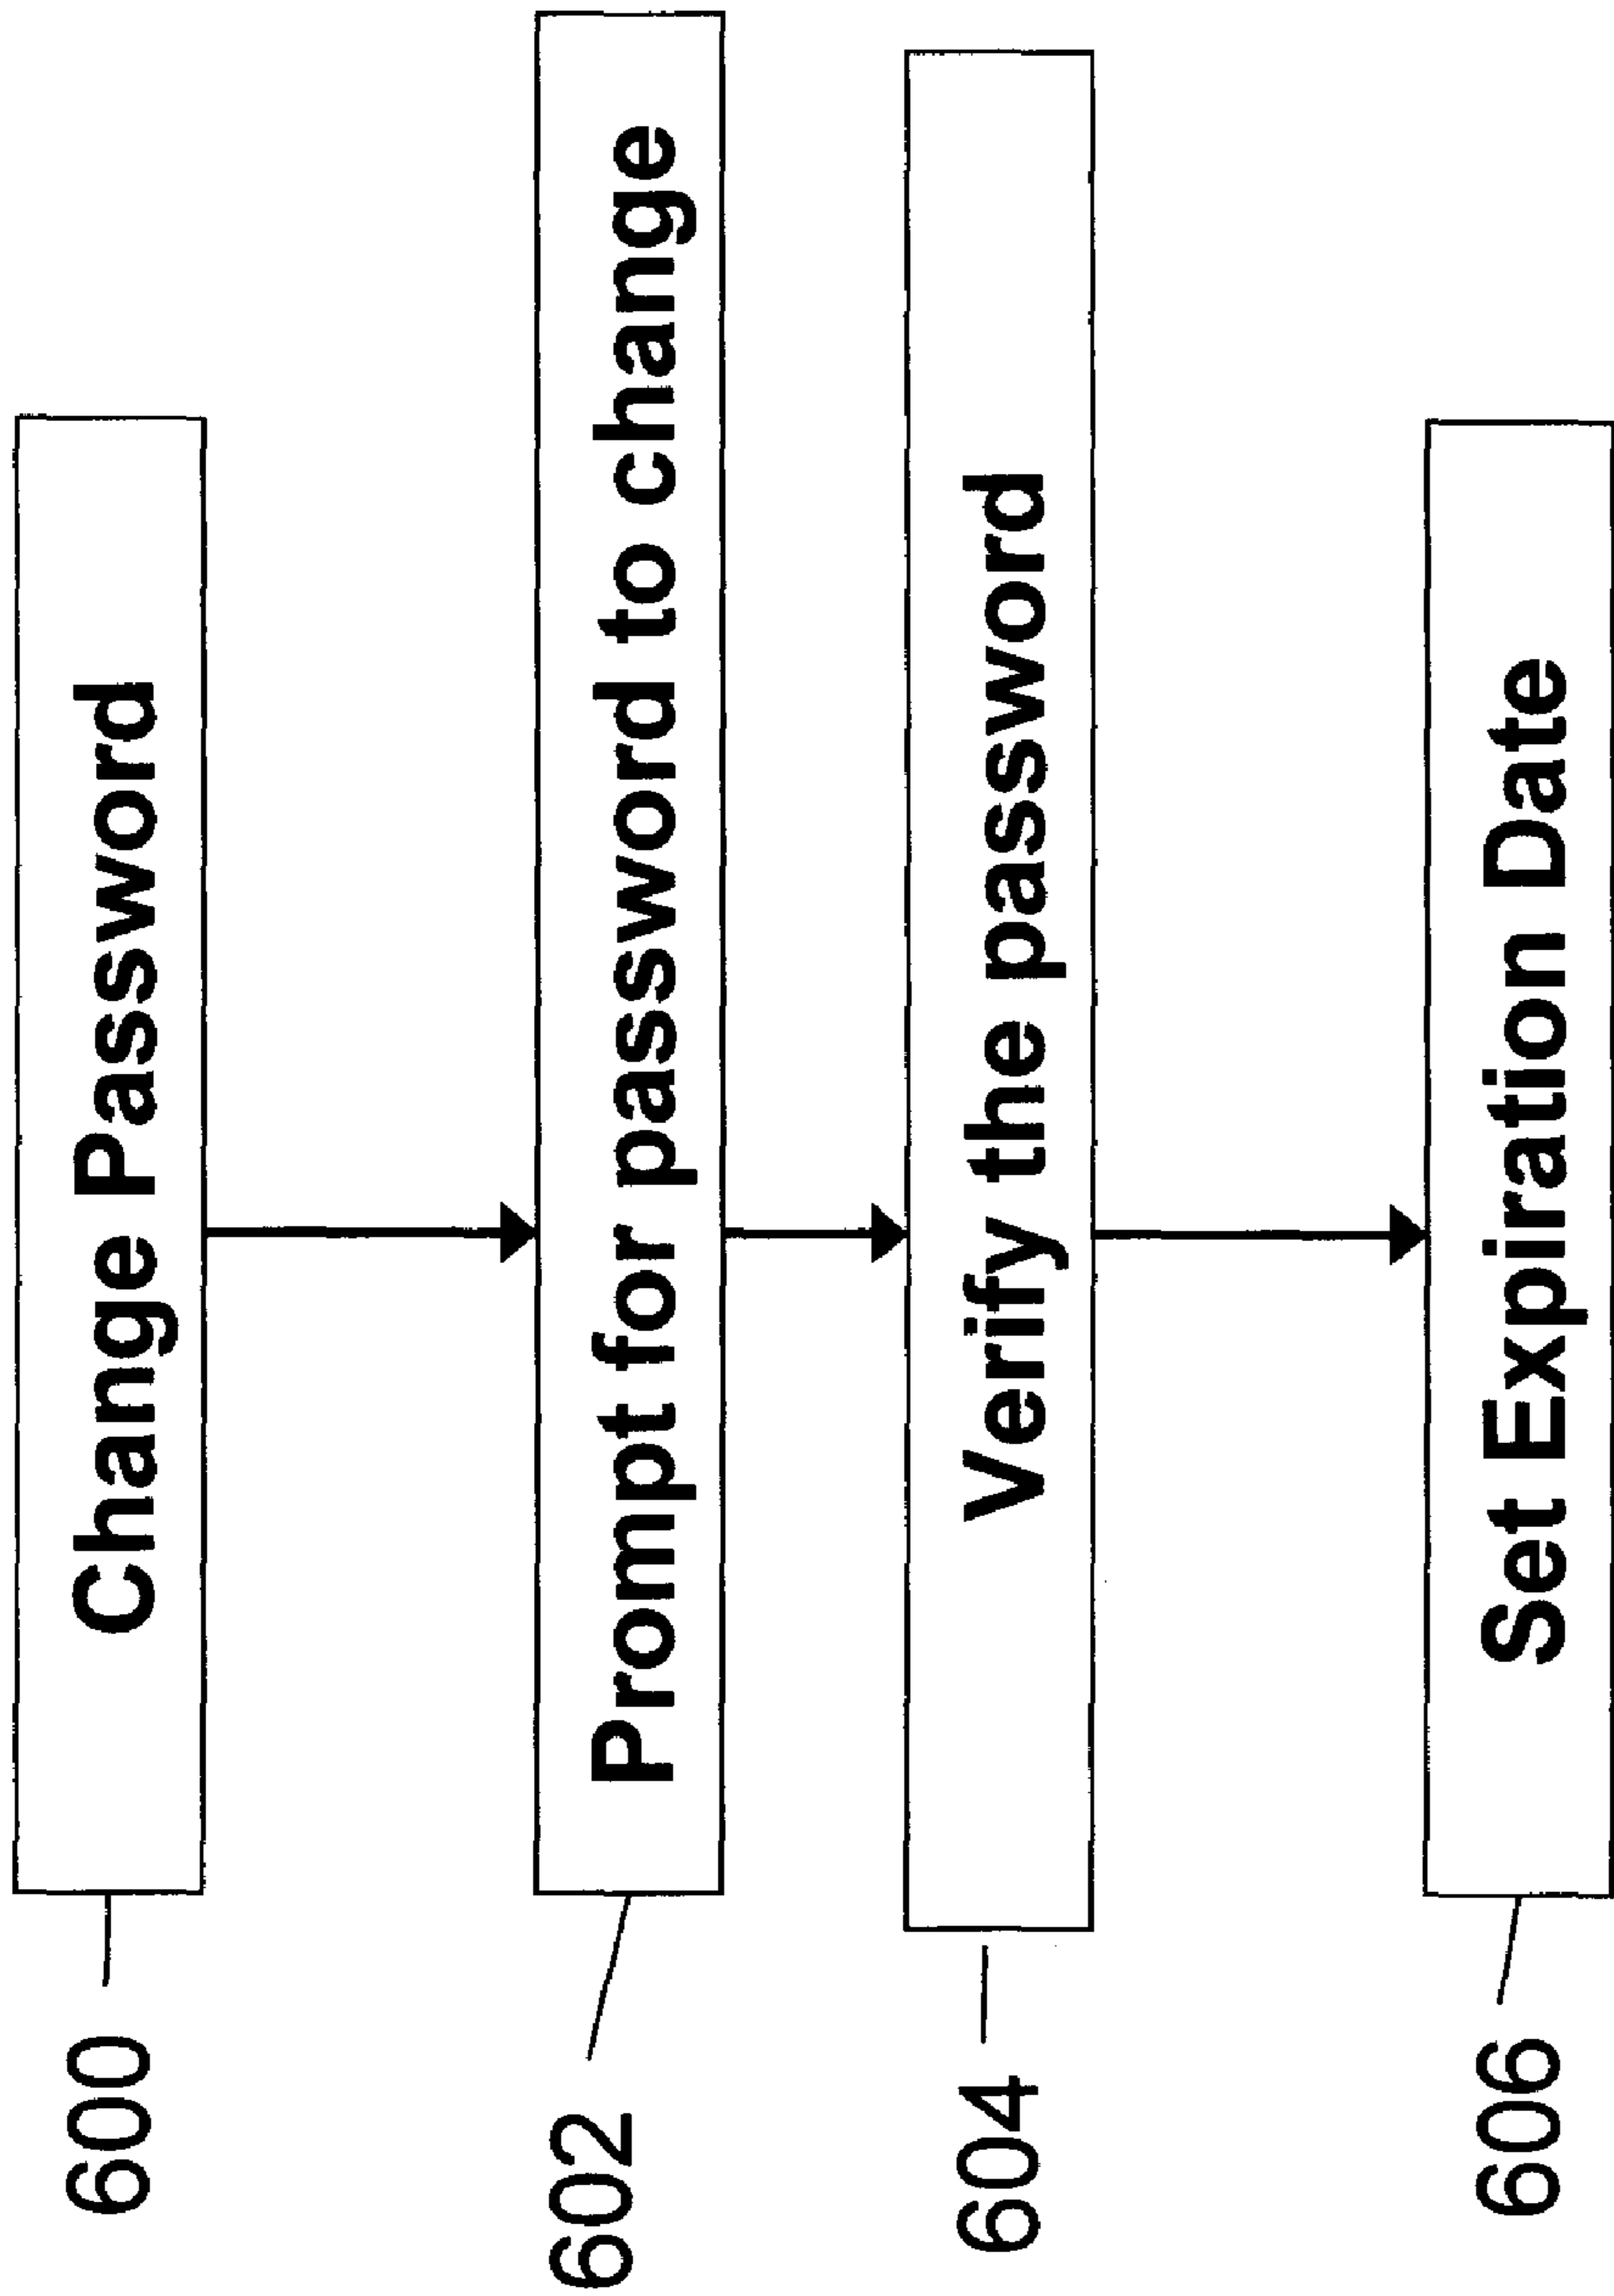 600
Change Password
602
Prompt for password to change
604
Verify the password
606
Set Expiration Date